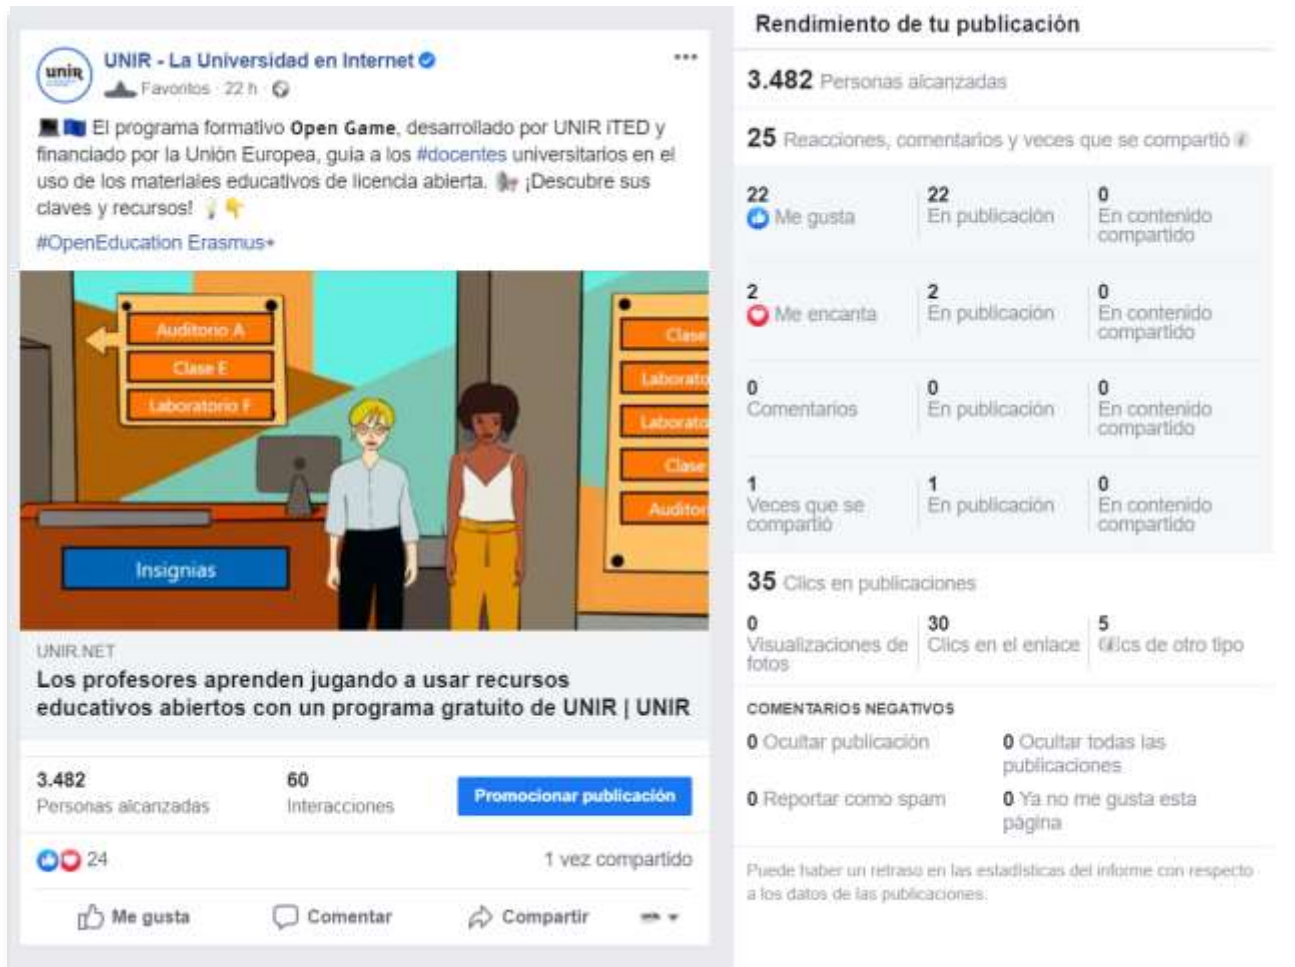 unir
UNIR - La Universidad en Internet
Favoritos · 22 h ·
El programa formativo Open Game, desarrollado por UNIR iTED y
financiado por la Unión Europea, guía a los #docentes universitarios en el
uso de los materiales educativos de licencia abierta. ¡Descubre sus
claves y recursos!
#OpenEducation Erasmus+
Auditorio A
Clase E
Laboratorio F
Clase
Laborato
Laborato
Clase
Auditor
Insignias
UNIR.NET
Los profesores aprenden jugando a usar recursos
educativos abiertos con un programa gratuito de UNIR | UNIR
3.482
Personas alcanzadas
60
Interacciones
Promocionar publicación
24
1 vez compartido
Me gusta
Comentar
Compartir
Rendimiento de tu publicación
3.482 Personas alcanzadas
25 Reacciones, comentarios y veces que se compartió
22
Me gusta
22
En publicación
0
En contenido
compartido
2
Me encanta
2
En publicación
0
En contenido
compartido
0
Comentarios
0
En publicación
0
En contenido
compartido
1
Veces que se
compartió
1
En publicación
0
En contenido
compartido
35 Clics en publicaciones
0
Visualizaciones de
fotos
30
Clics en el enlace
5
Clics de otro tipo
COMENTARIOS NEGATIVOS
0 Ocultar publicación
0 Ocultar todas las
publicaciones
0 Reportar como spam
0 Ya no me gusta esta
página
Puede haber un retraso en las estadísticas del informe con respecto
a los datos de las publicaciones.